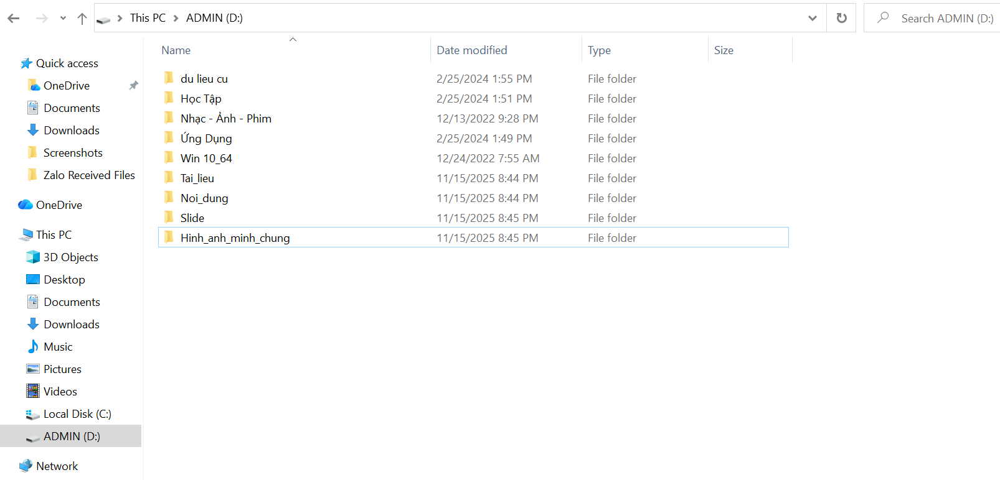 This PC > ADMIN (D:)
Search ADMIN (D:)
Name Date modified Type Size
Quick access
OneDrive
Documents
Downloads
Screenshots
Zalo Received Files
OneDrive
This PC
3D Objects
Desktop
Documents
Downloads
Music
Pictures
Videos
Local Disk (C:)
ADMIN (D:)
Network
du lieu cu 2/25/2024 1:55 PM File folder
Học Tập 2/25/2024 1:51 PM File folder
Nhạc - Ảnh - Phim 12/13/2022 9:28 PM File folder
Ứng Dụng 2/25/2024 1:49 PM File folder
Win 10_64 12/24/2022 7:55 AM File folder
Tai_lieu 11/15/2025 8:44 PM File folder
Noi_dung 11/15/2025 8:44 PM File folder
Slide 11/15/2025 8:45 PM File folder
Hinh_anh_minh_chung 11/15/2025 8:45 PM File folder